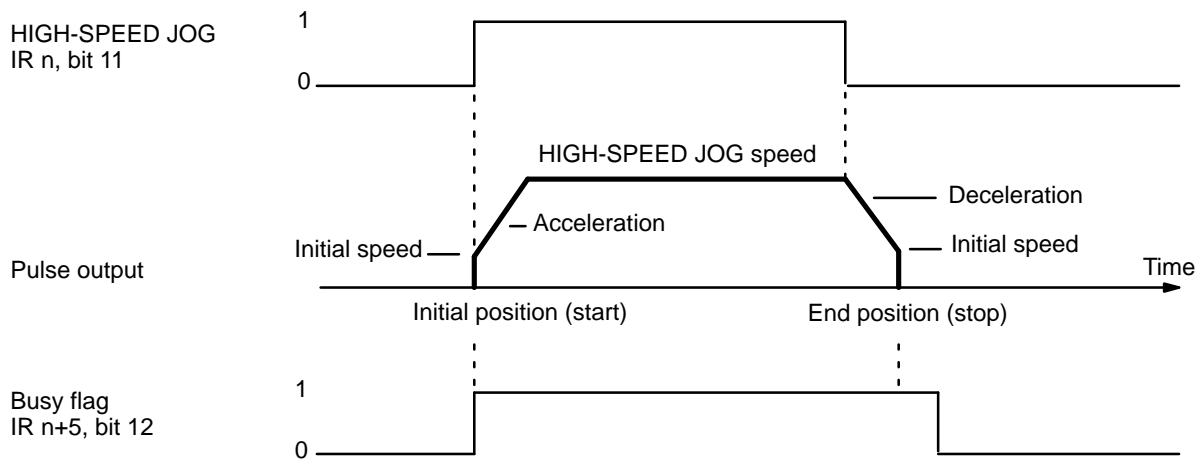 HIGH-SPEED JOG
IR n, bit 11
1
0
HIGH-SPEED JOG speed
Deceleration
Acceleration
Initial speed
Initial speed
Pulse output
Time
Initial position (start)
End position (stop)
Busy flag
IR n+5, bit 12
1
0